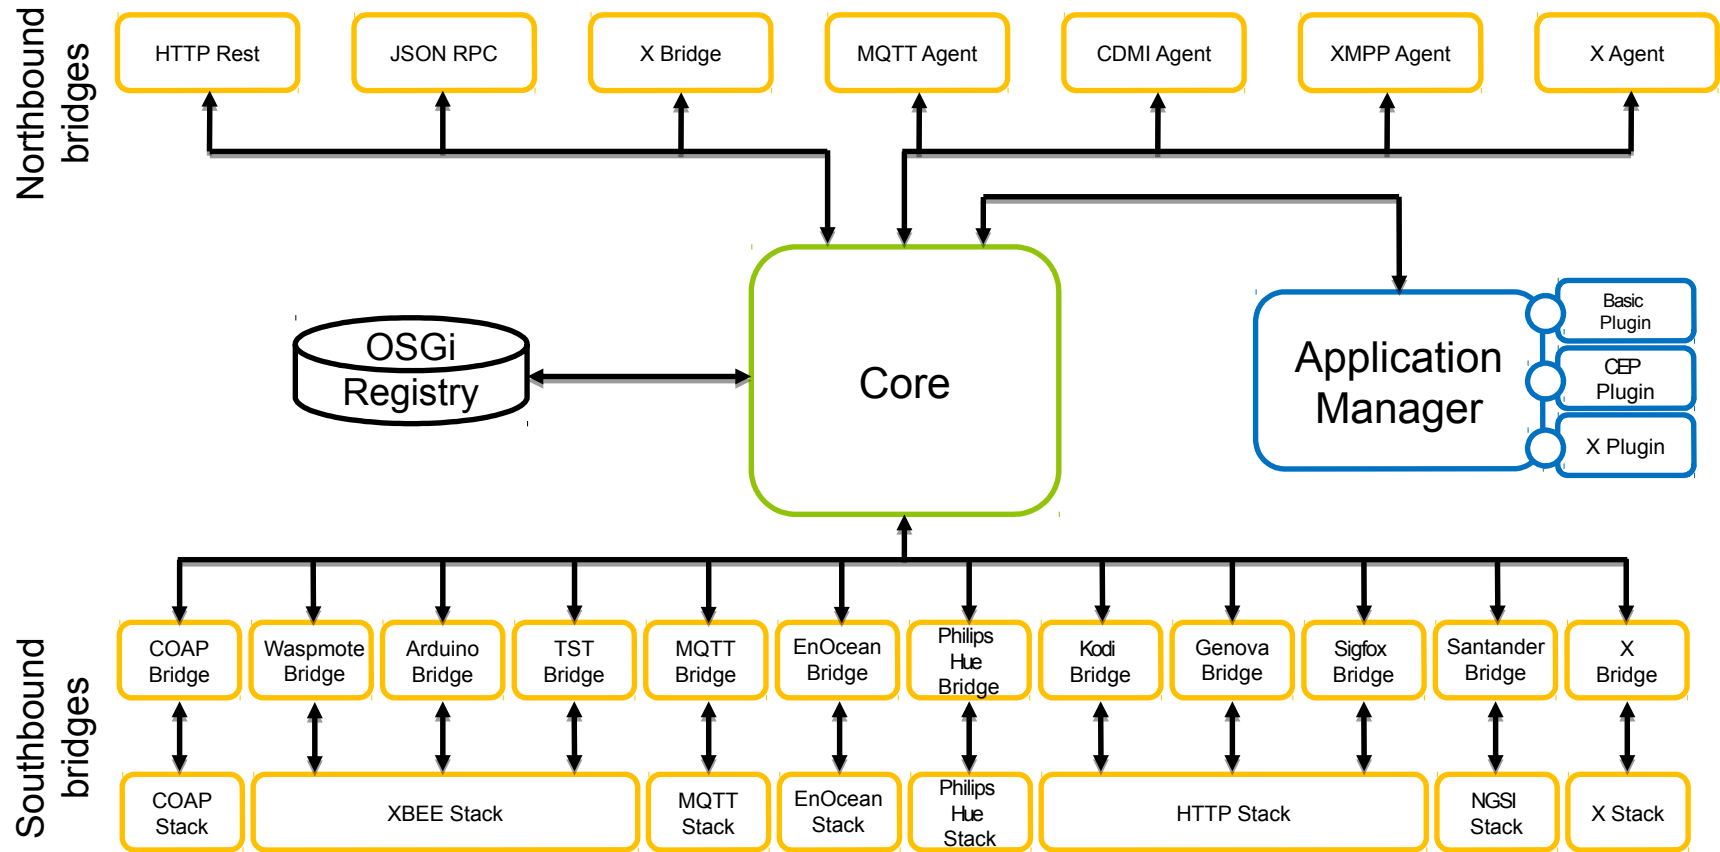 Northbound
bridges
HTTP Rest
JSON RPC
X Bridge
MQTT Agent
CDMI Agent
XMPP Agent
X Agent
OSGi
Registry
Core
Application
Manager
Basic
Plugin
CEP
Plugin
X Plugin
Southbound
bridges
COAP
Bridge
Waspmote
Bridge
Arduino
Bridge
TST
Bridge
MQTT
Bridge
EnOcean
Bridge
Philips
Hue
Bridge
Kodi
Bridge
Genova
Bridge
Sigfox
Bridge
Santander
Bridge
X
Bridge
COAP
Stack
XBEE Stack
MQTT
Stack
EnOcean
Stack
Philips
Hue
Stack
HTTP Stack
NGSI
Stack
X Stack